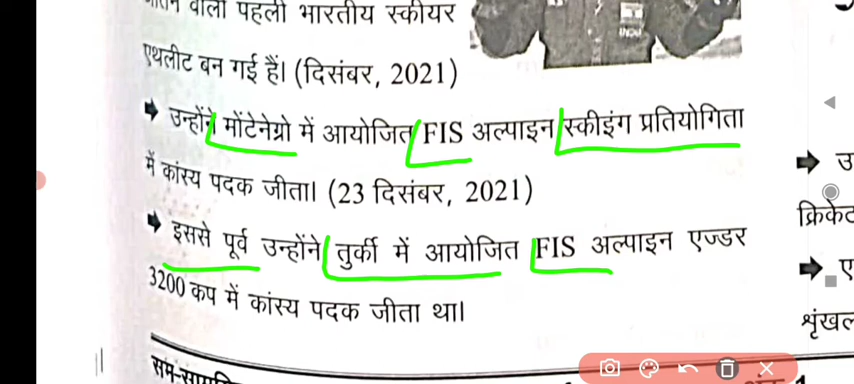 वाली पहली भारतीय स्कीयर
एथलीट बन गई हैं। (दिसंबर, 2021)
➡ उन्होंने मोंटेनेग्रो में आयोजित FIS अल्पाइन स्कीइंग प्रतियोगिता
में कांस्य पदक जीता। (23 दिसंबर, 2021)
➡ इससे पूर्व उन्होंने तुर्की में आयोजित FIS अल्पाइन एज्डर
3200 कप में कांस्य पदक जीता था।
➡ उ
क्रिकेट
➡ ए